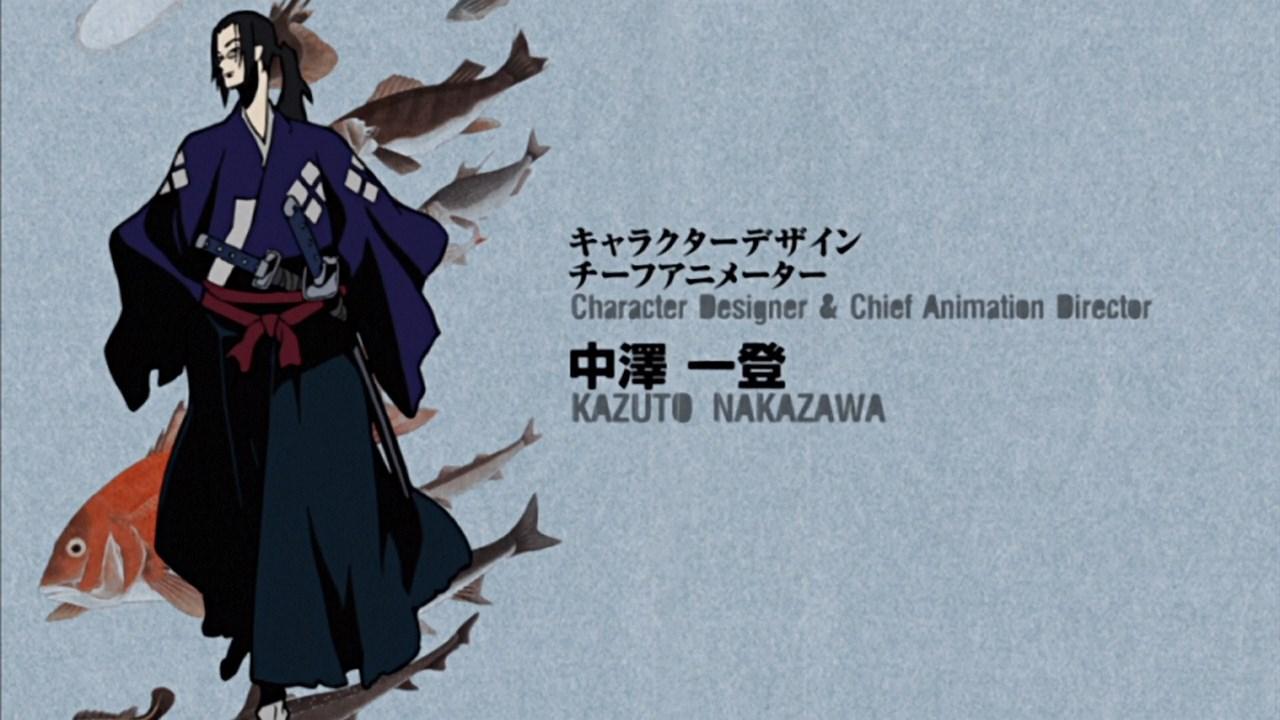 キャラクターデザイン
チーフアニメーター
Character Designer & Chief Animation Director
中澤 一登
KAZUTO NAKAZAWA